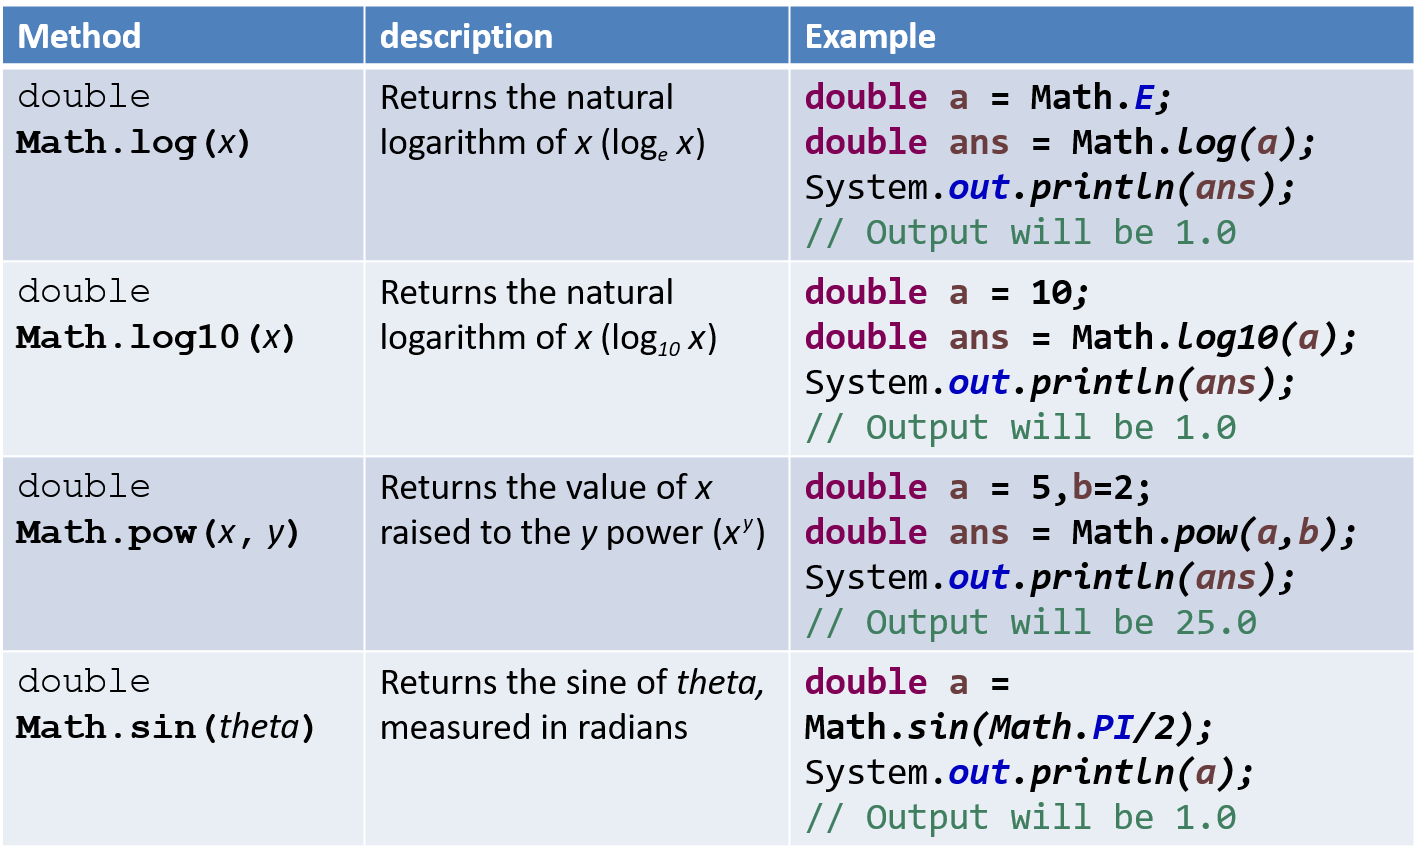 Method
description
Example
double
Math.log(x)
Returns the natural
logarithm of x (logₑ x)
double a = Math.E;
double ans = Math.log(a);
System.out.println(ans);
// Output will be 1.0
double
Math.log10(x)
Returns the natural
logarithm of x (log₁₀ x)
double a = 10;
double ans = Math.log10(a);
System.out.println(ans);
// Output will be 1.0
double
Math.pow(x, y)
Returns the value of x
raised to the y power (xʸ)
double a = 5,b=2;
double ans = Math.pow(a,b);
System.out.println(ans);
// Output will be 25.0
double
Math.sin(theta)
Returns the sine of theta,
measured in radians
double a =
Math.sin(Math.PI/2);
System.out.println(a);
// Output will be 1.0